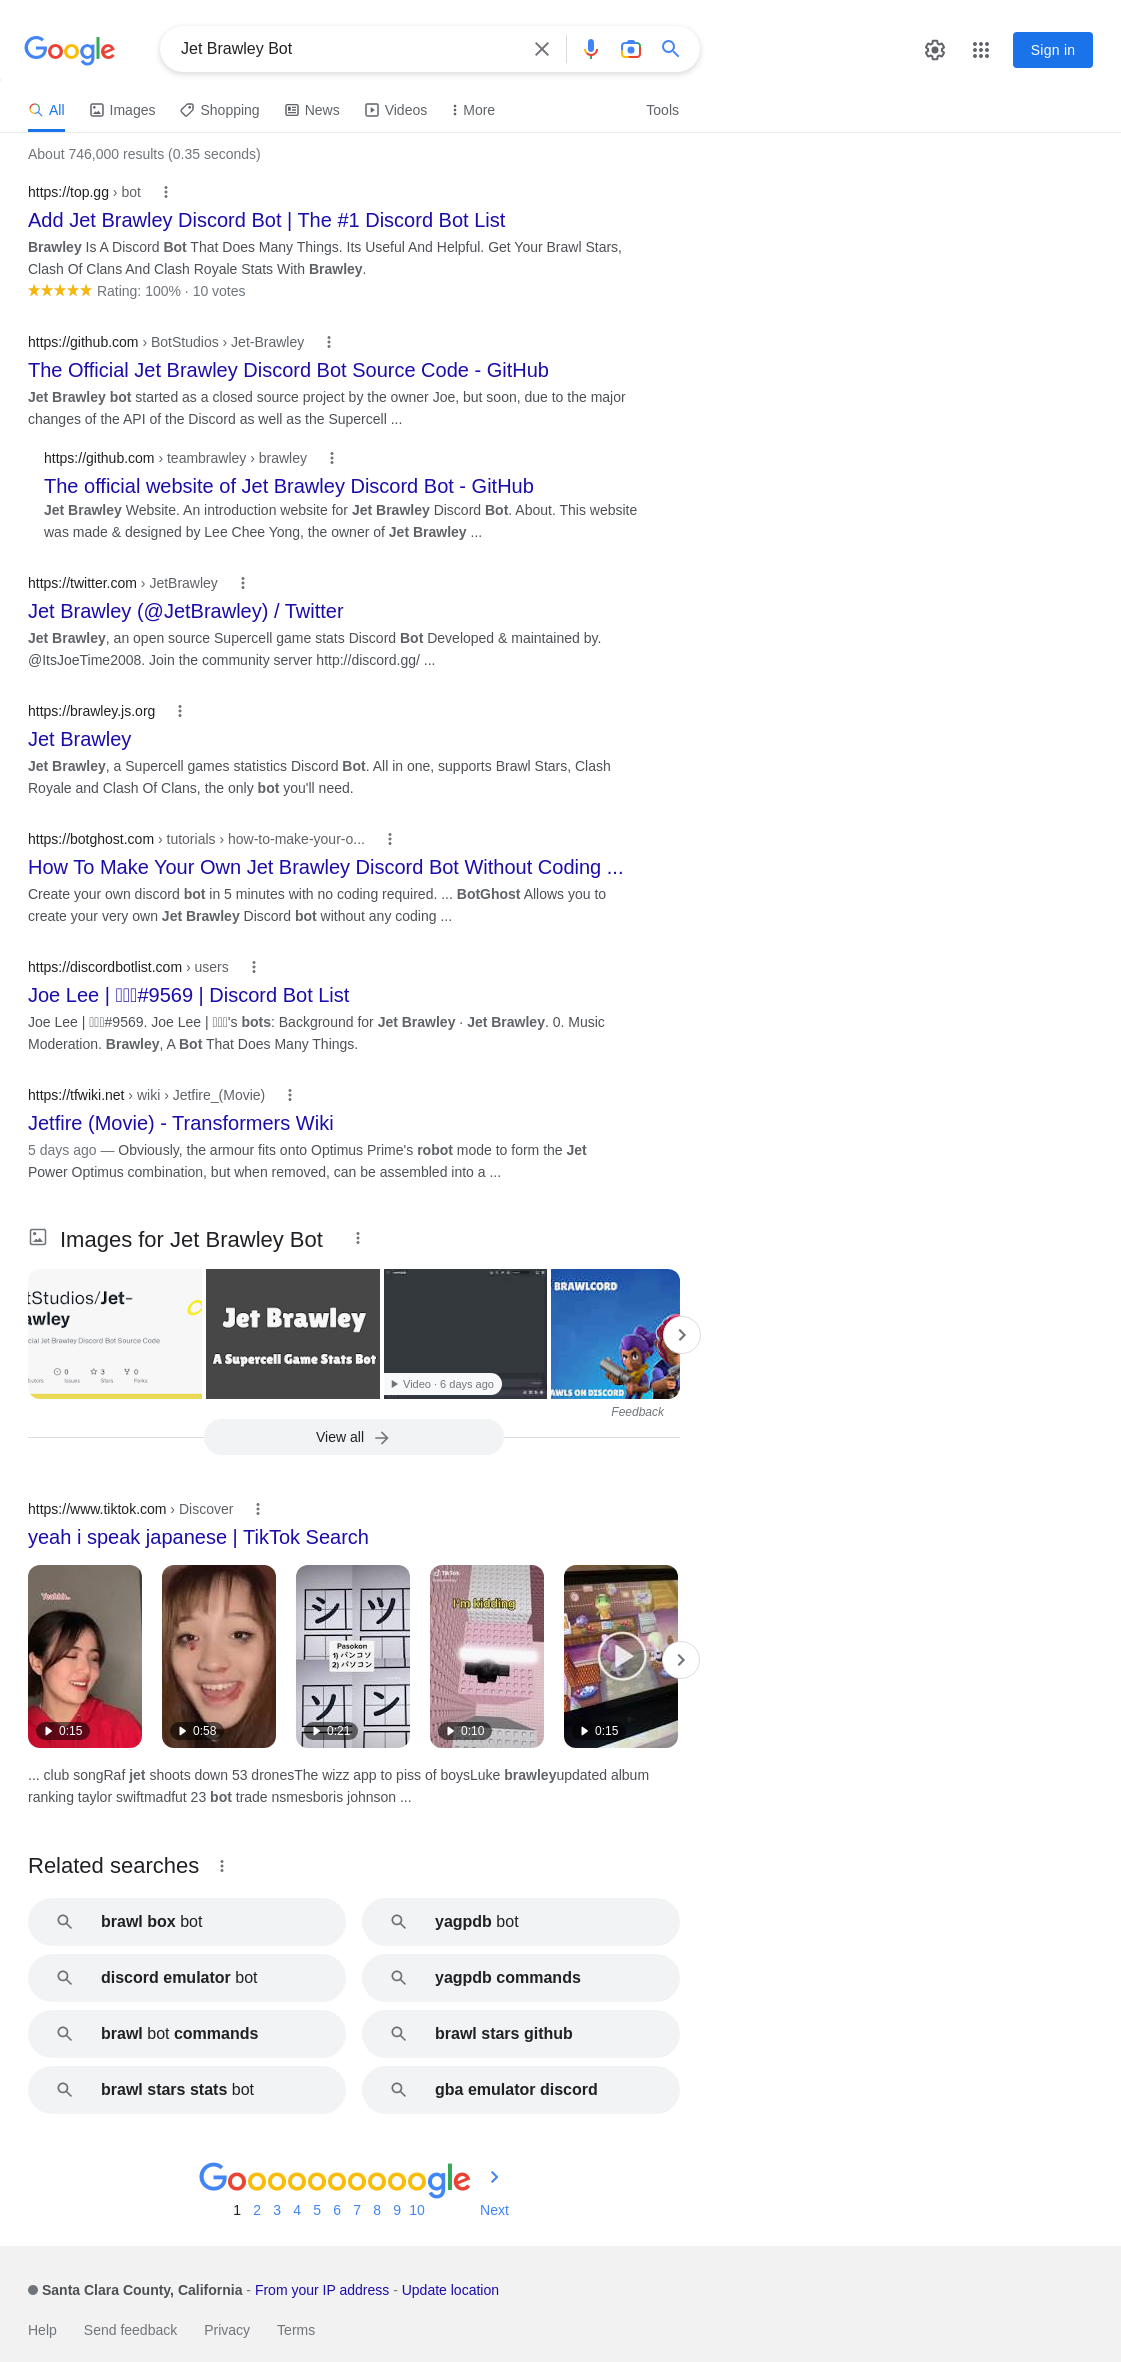 Google
Jet Brawley Bot
Sign in
All
Images
Shopping
News
Videos
More
Tools
About 746,000 results (0.35 seconds)
https://top.gg › bot
Add Jet Brawley Discord Bot | The #1 Discord Bot List
Brawley Is A Discord Bot That Does Many Things. Its Useful And Helpful. Get Your Brawl Stars,
Clash Of Clans And Clash Royale Stats With Brawley.
Rating: 100% · 10 votes
https://github.com › BotStudios › Jet-Brawley
The Official Jet Brawley Discord Bot Source Code - GitHub
Jet Brawley bot started as a closed source project by the owner Joe, but soon, due to the major
changes of the API of the Discord as well as the Supercell ...
https://github.com › teambrawley › brawley
The official website of Jet Brawley Discord Bot - GitHub
Jet Brawley Website. An introduction website for Jet Brawley Discord Bot. About. This website
was made & designed by Lee Chee Yong, the owner of Jet Brawley ...
https://twitter.com › JetBrawley
Jet Brawley (@JetBrawley) / Twitter
Jet Brawley, an open source Supercell game stats Discord Bot Developed & maintained by.
@ItsJoeTime2008. Join the community server http://discord.gg/ ...
https://brawley.js.org
Jet Brawley
Jet Brawley, a Supercell games statistics Discord Bot. All in one, supports Brawl Stars, Clash
Royale and Clash Of Clans, the only bot you'll need.
https://botghost.com › tutorials › how-to-make-your-o...
How To Make Your Own Jet Brawley Discord Bot Without Coding ...
Create your own discord bot in 5 minutes with no coding required. ... BotGhost Allows you to
create your very own Jet Brawley Discord bot without any coding ...
https://discordbotlist.com › users
Joe Lee | #9569 | Discord Bot List
Joe Lee | #9569. Joe Lee | 's bots: Background for Jet Brawley · Jet Brawley. 0. Music
Moderation. Brawley, A Bot That Does Many Things.
https://tfwiki.net › wiki › Jetfire_(Movie)
Jetfire (Movie) - Transformers Wiki
5 days ago — Obviously, the armour fits onto Optimus Prime's robot mode to form the Jet
Power Optimus combination, but when removed, can be assembled into a ...
Images for Jet Brawley Bot
tStudios/Jet-
awley
cial Jet Brawley Discord Bot Source Code
0
3
0
Issues
Stars
Forks
Jet Brawley
A Supercell Game Stats Bot
Video · 6 days ago
BRAWLCORD
AWLS ON DISCORD
Feedback
View all
https://www.tiktok.com › Discover
yeah i speak japanese | TikTok Search
Yeahhh..
0:15
0:58
シ ツ
Pasokon
1) パンコソ
2) パソコン
ソ ン
0:21
TikTok
I'm kidding
0:10
0:15
... club songRaf jet shoots down 53 dronesThe wizz app to piss of boysLuke brawleyupdated album
ranking taylor swiftmadfut 23 bot trade nsmesboris johnson ...
Related searches
brawl box bot
yagpdb bot
discord emulator bot
yagpdb commands
brawl bot commands
brawl stars github
brawl stars stats bot
gba emulator discord
Goooooooooogle
1 2 3 4 5 6 7 8 9 10 Next
Santa Clara County, California - From your IP address - Update location
Help
Send feedback
Privacy
Terms